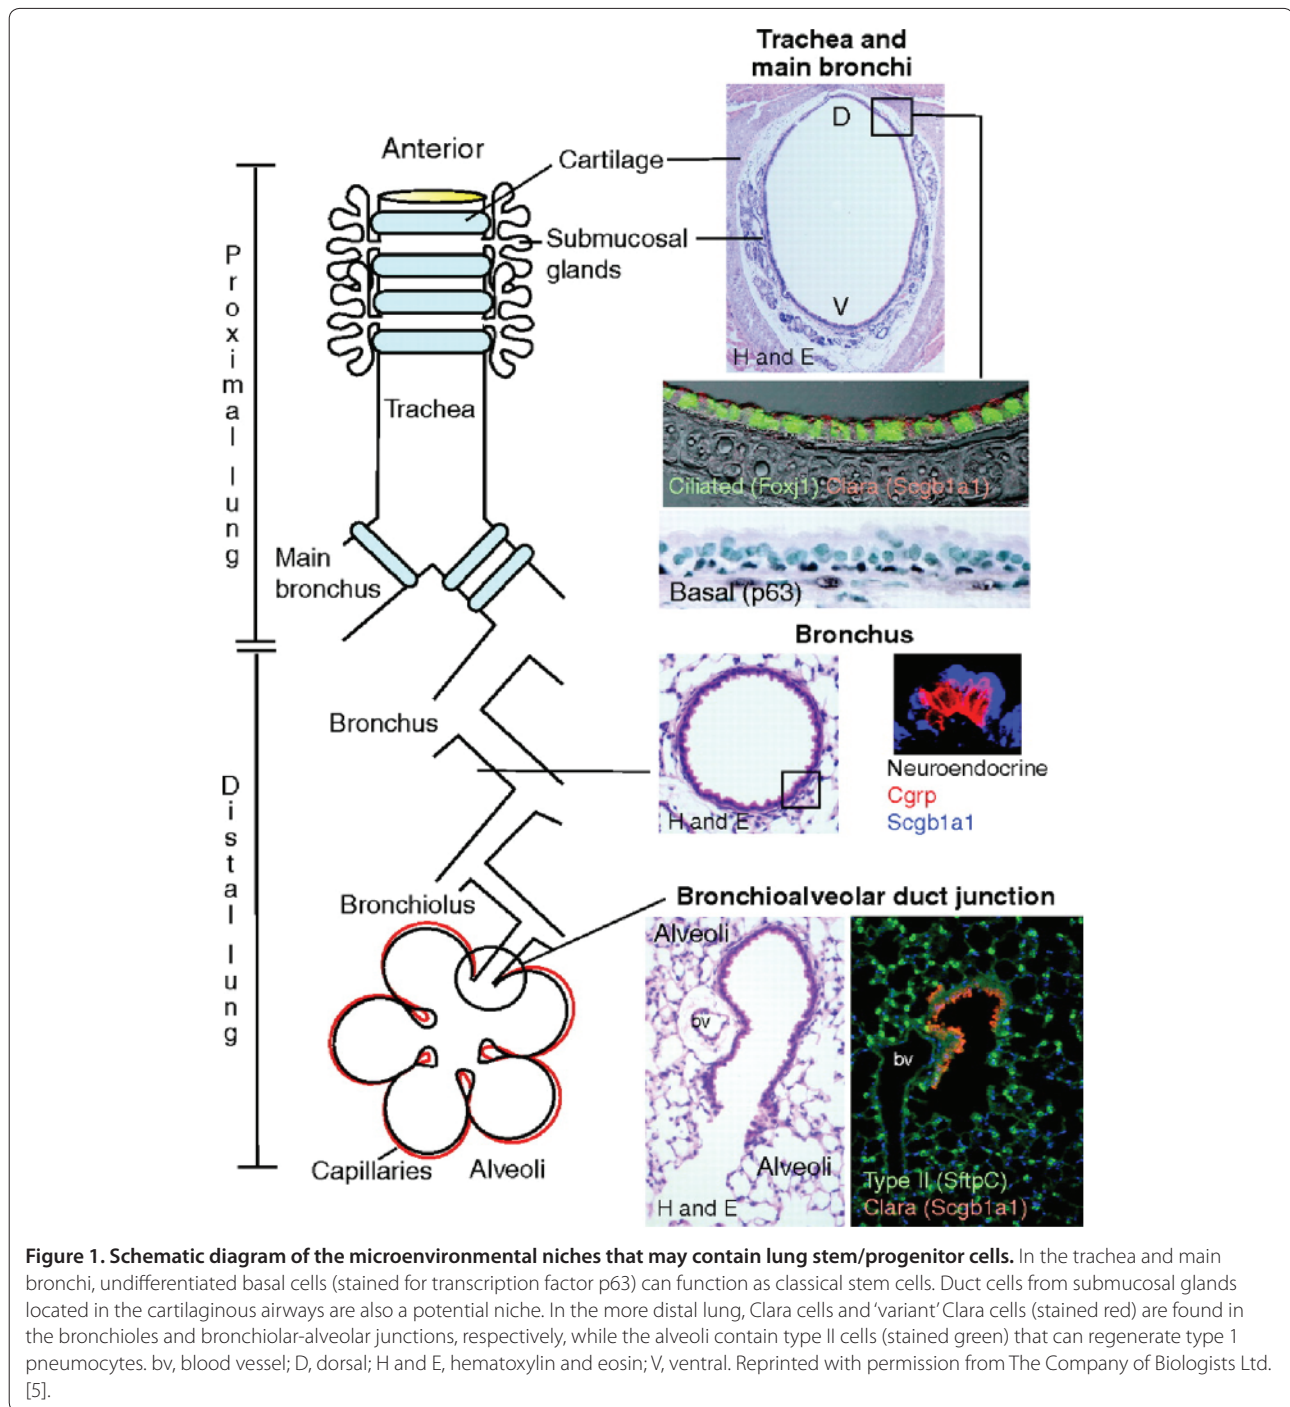 Trachea and
main bronchi
D
V
H and E
Anterior
Cartilage
Submucosal
glands
Proximal lung
Trachea
Ciliated (Foxj1) Clara (Scgb1a1)
Main
bronchus
Basal (p63)
Bronchus
H and E
Neuroendocrine
Cgrp
Scgb1a1
Distal lung
Bronchus
Bronchiolus
Bronchioalveolar duct junction
Alveoli
bv
Alveoli
H and E
bv
Type II (SftpC)
Clara (Scgb1a1)
Capillaries
Alveoli
Figure 1. Schematic diagram of the microenvironmental niches that may contain lung stem/progenitor cells. In the trachea and main
bronchi, undifferentiated basal cells (stained for transcription factor p63) can function as classical stem cells. Duct cells from submucosal glands
located in the cartilaginous airways are also a potential niche. In the more distal lung, Clara cells and ‘variant’ Clara cells (stained red) are found in
the bronchioles and bronchiolar-alveolar junctions, respectively, while the alveoli contain type II cells (stained green) that can regenerate type 1
pneumocytes. bv, blood vessel; D, dorsal; H and E, hematoxylin and eosin; V, ventral. Reprinted with permission from The Company of Biologists Ltd.
[5].